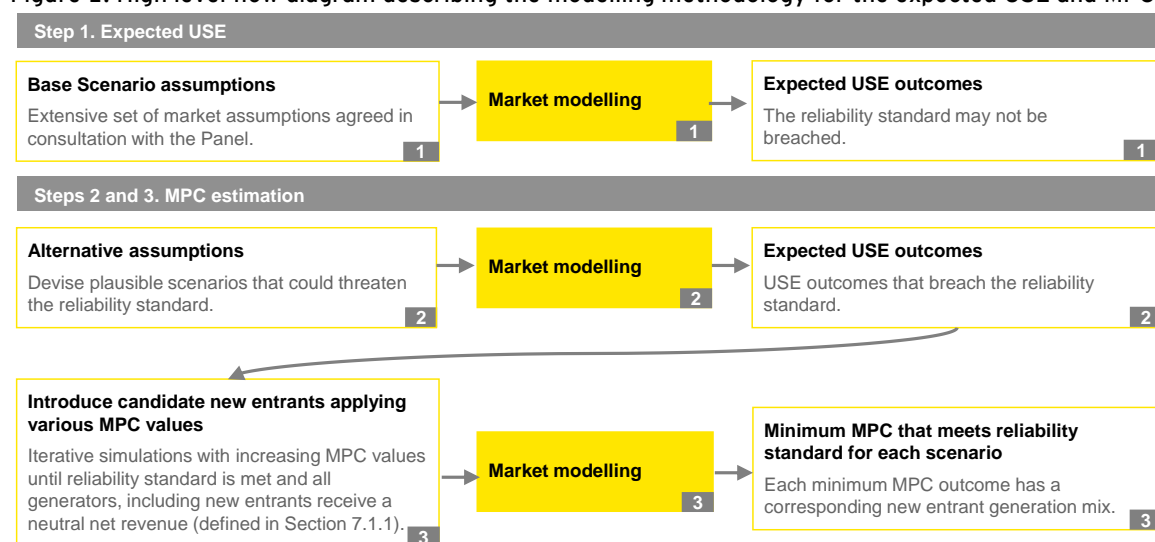 Step 1. Expected USE
Base Scenario assumptions
Extensive set of market assumptions agreed in
consultation with the Panel.
1
Market modelling
1
Expected USE outcomes
The reliability standard may not be
breached.
1
Steps 2 and 3. MPC estimation
Alternative assumptions
Devise plausible scenarios that could threaten
the reliability standard.
2
Market modelling
2
Expected USE outcomes
USE outcomes that breach the reliability
standard.
2
Introduce candidate new entrants applying
various MPC values
Iterative simulations with increasing MPC values
until reliability standard is met and all
generators, including new entrants receive a
neutral net revenue (defined in Section 7.1.1).
3
Market modelling
3
Minimum MPC that meets reliability
standard for each scenario
Each minimum MPC outcome has a
corresponding new entrant generation mix.
3